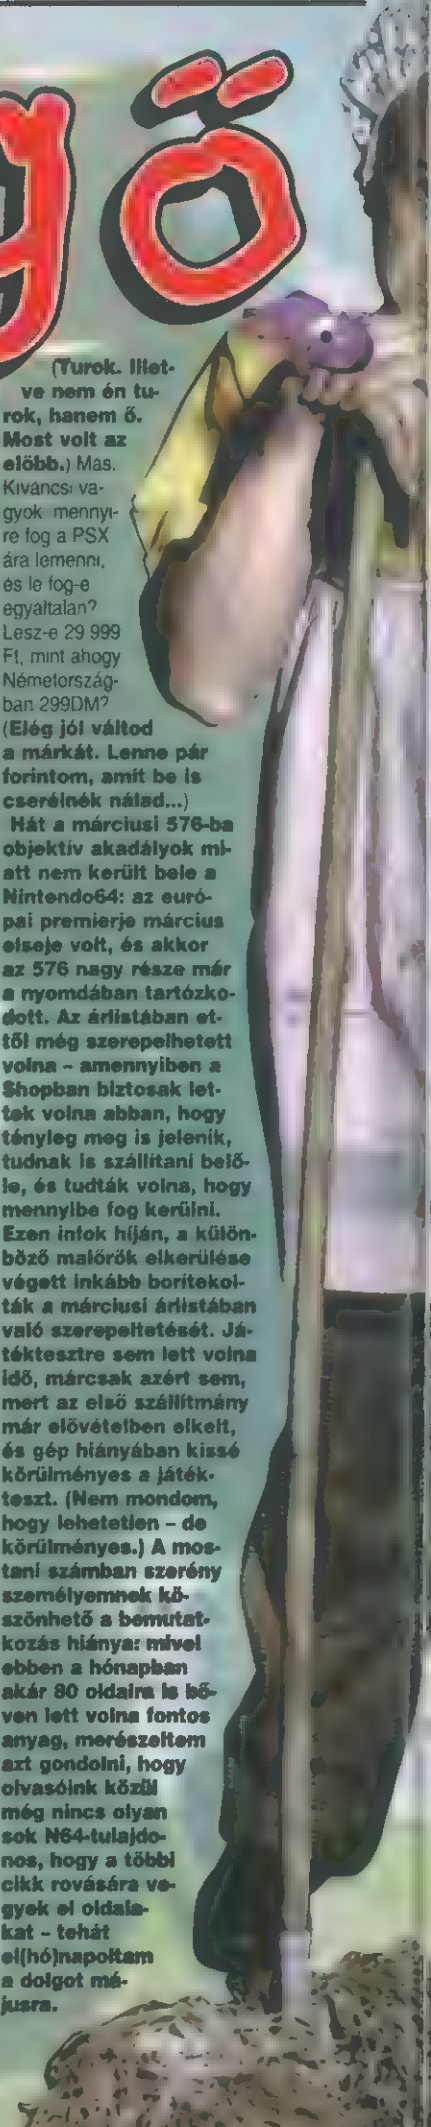 gö
(Turok. Illet-
ve nem én tu-
rok, hanem ő.
Most volt az
előbb.) Más.
Kíváncsi va-
gyok mennyi-
re fog a PSX
ára lemenni,
és le fog-e
egyáltalán?
Lesz-e 29 999
Ft, mint ahogy
Németország-
ban 299DM?
(Elég jól váltod
a márkát. Lenne pár
forintom, amit be is
cserélnék nálad...)
Hát a márciusi 576-ba
objektív akadályok mi-
att nem került bele a
Nintendo64: az euró-
pai premierje március
elseje volt, és akkor
az 576 nagy része már
a nyomdában tartózko-
dott. Az árlistában et-
től még szerepelhetett
volna – amennyiben a
Shopban biztosak let-
tek volna abban, hogy
tényleg meg is jelenik,
tudnak is szállítani belő-
le, és tudták volna, hogy
mennyibe fog kerülni.
Ezen infok híján, a külön-
böző malőrök elkerülése
végett inkább borítékol-
ták a márciusi árlistában
való szerepeltetését. Já-
téktesztre sem lett volna
idő, márcsak azért sem,
mert az első szállítmány
már elővételben elkelt,
és gép hiányában kissé
körülményes a játék-
teszt. (Nem mondom,
hogy lehetetlen – de
körülményes.) A mos-
tani számban szerény
személyemnek kö-
szönhető a bemutat-
kozás hiánya: mivel
ebben a hónapban
akár 80 oldalra is bő-
ven lett volna fontos
anyag, merészeltem
azt gondolni, hogy
olvasóink közül
még nincs olyan
sok N64-tulajdo-
nos, hogy a többi
cikk rovására ve-
gyek el oldala-
kat – tehát
el(hó)napoltam
a dolgot má-
jusra.